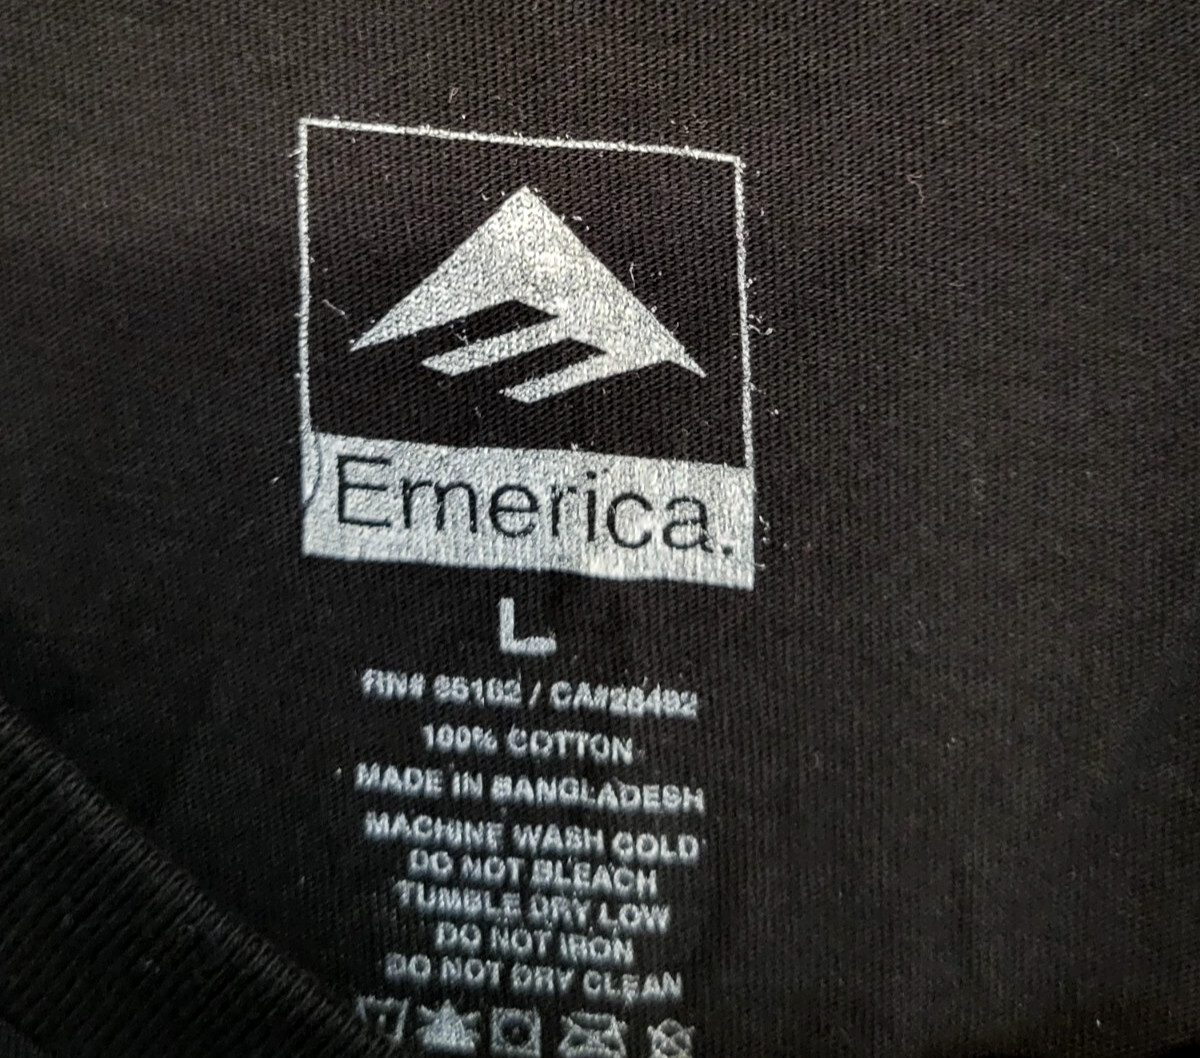 Emerica.
L
RN# 95162 / CA#28482
100% COTTON
MADE IN BANGLADESH
MACHINE WASH COLD
DO NOT BLEACH
TUMBLE DRY LOW
DO NOT IRON
DO NOT DRY CLEAN